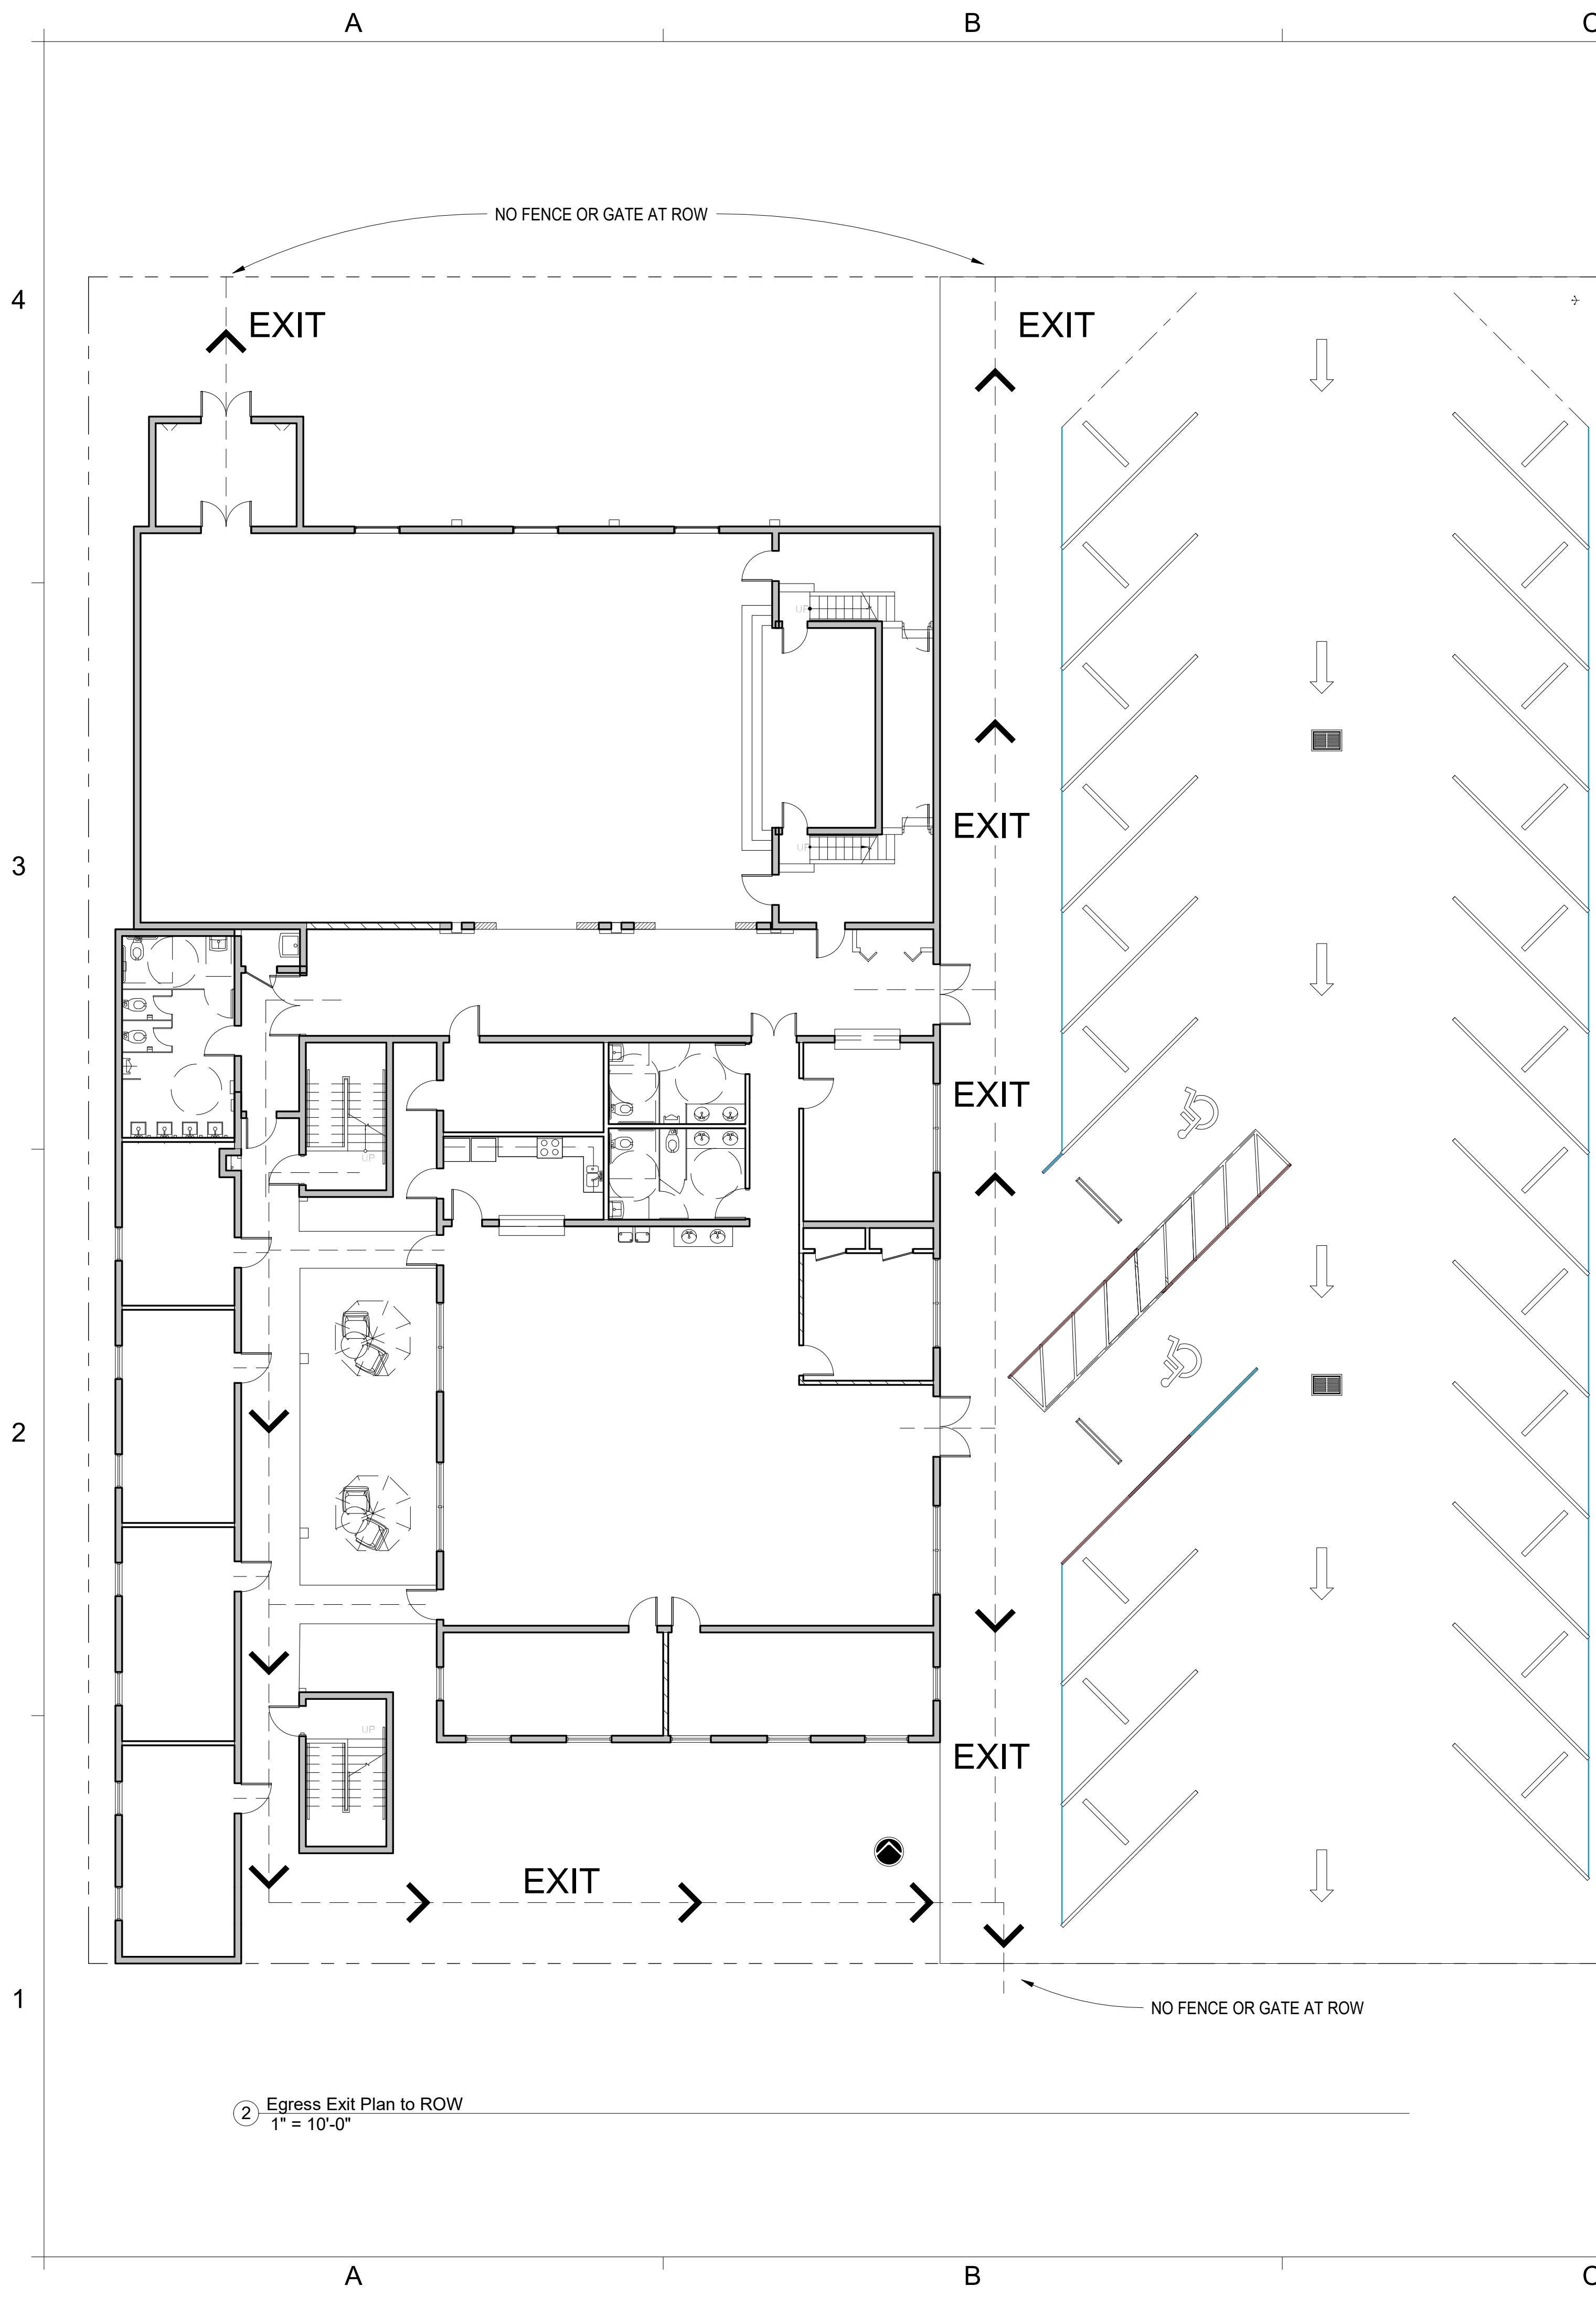 A
B
C
NO FENCE OR GATE AT ROW
4
EXIT
EXIT
UP
3
EXIT
UP
EXIT
UP
2
UP
EXIT
EXIT
1
NO FENCE OR GATE AT ROW
2
Egress Exit Plan to ROW
1" = 10'-0"
A
B
C